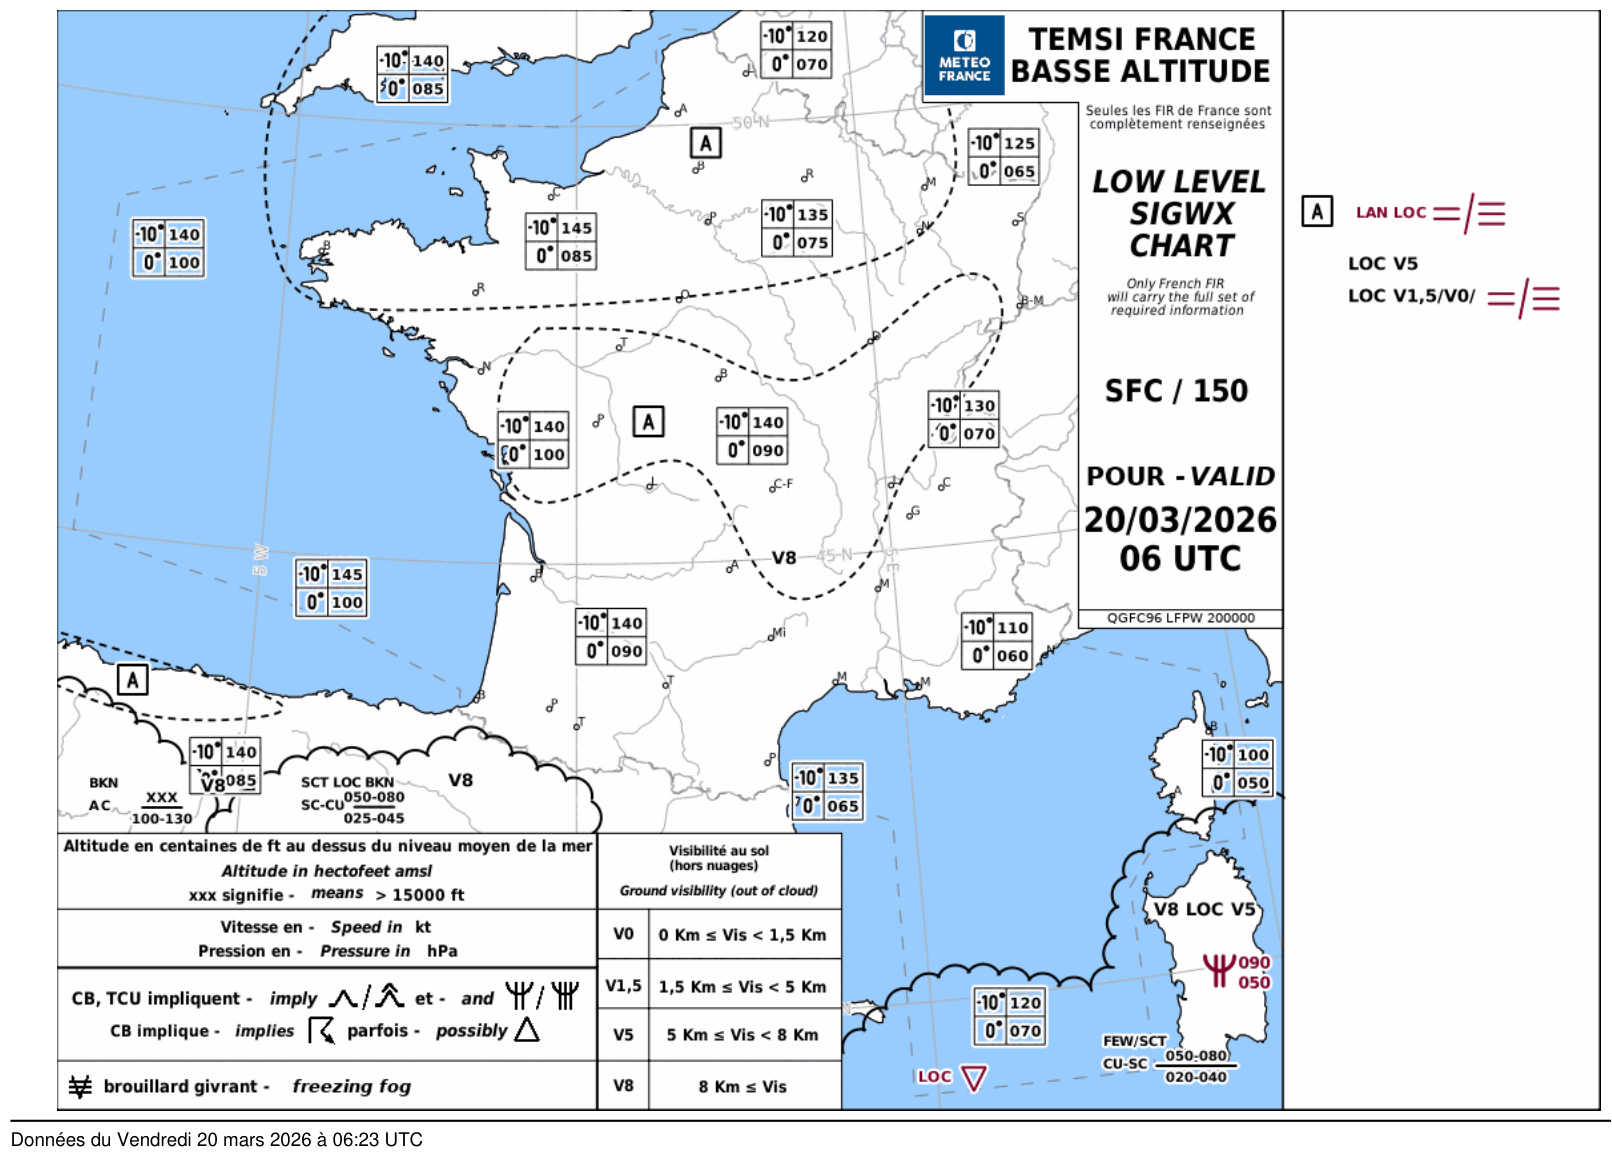 TEMSI FRANCE
BASSE ALTITUDE
METEO
FRANCE
Seules les FIR de France sont
complètement renseignées
LOW LEVEL
SIGWX
CHART
Only French FIR
will carry the full set of
required information
SFC / 150
POUR - VALID
20/03/2026
06 UTC
QGFC96 LFPW 200000
A LAN LOC
LOC V5
LOC V1,5/V0/
-10° 140
0° 085
-10° 120
0° 070
L
A
50 N
A
B
R
C
C
M
-10° 125
0° 065
-10° 140
0° 100
B
-10° 145
0° 085
P
-10° 135
0° 075
N
S
R
O
B-M
D
T
N
B
P
A
-10° 140
0° 100
-10° 140
0° 090
-10° 130
0° 070
L
C-F
L
C
G
5 W
V8
45 N
5 E
-10° 145
0° 100
B
A
M
-10° 140
0° 090
Mi
-10° 110
0° 060
N
A
B
P
T
T
M
M
B
-10° 140
0° 085
V8
BKN
AC
XXX
100-130
SCT LOC BKN
SC-CU
050-080
025-045
V8
P
-10° 135
0° 065
-10° 100
0° 050
A
V8 LOC V5
090
050
-10° 120
0° 070
FEW/SCT
CU-SC
050-080
020-040
LOC
Altitude en centaines de ft au dessus du niveau moyen de la mer
Altitude in hectofeet amsl
xxx signifie - means > 15000 ft
Vitesse en - Speed in kt
Pression en - Pressure in hPa
CB, TCU impliquent - imply / et - and /
CB implique - implies parfois - possibly
brouillard givrant - freezing fog
Visibilité au sol
(hors nuages)
Ground visibility (out of cloud)
V0 0 Km ≤ Vis < 1,5 Km
V1,5 1,5 Km ≤ Vis < 5 Km
V5 5 Km ≤ Vis < 8 Km
V8 8 Km ≤ Vis
Données du Vendredi 20 mars 2026 à 06:23 UTC